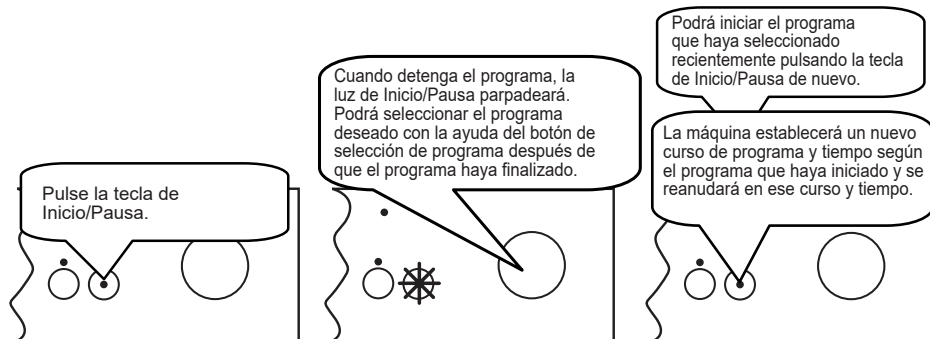 Pulse la tecla de
Inicio/Pausa.
Cuando detenga el programa, la
luz de Inicio/Pausa parpadeará.
Podrá seleccionar el programa
deseado con la ayuda del botón de
selección de programa después de
que el programa haya finalizado.
Podrá iniciar el programa
que haya seleccionado
recientemente pulsando la tecla
de Inicio/Pausa de nuevo.
La máquina establecerá un nuevo
curso de programa y tiempo según
el programa que haya iniciado y se
reanudará en ese curso y tiempo.